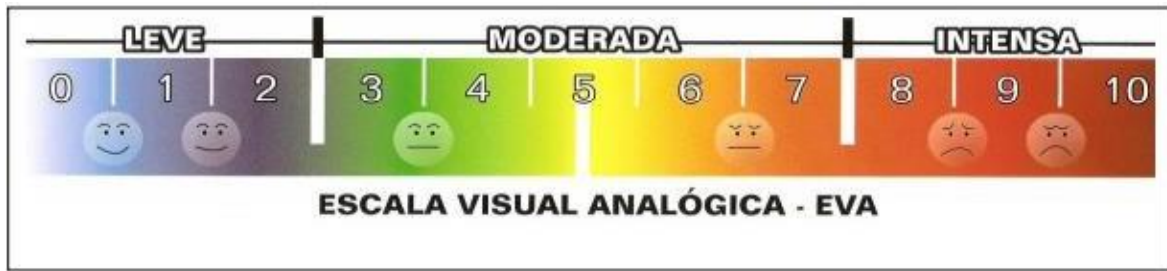 LEVE MODERADA INTENSA
0 1 2 3 4 5 6 7 8 9 10
ESCALA VISUAL ANALÓGICA - EVA